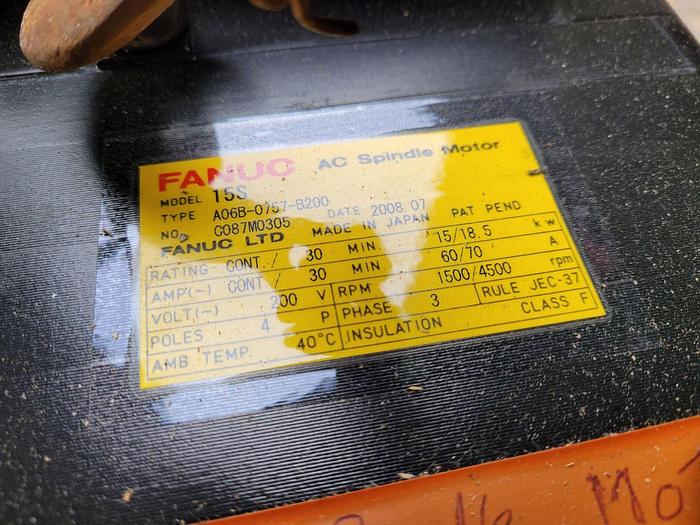 FANUC AC Spindle Motor
MODEL 15S
TYPE A06B-0757-B200
NO. C087M0305 DATE 2008.07
FANUC LTD MADE IN JAPAN PAT PEND
RATING CONT./ 30 MIN 15/18.5 kw
AMP(~) CONT/ 30 MIN 60/70 A
VOLT(~) 200 V RPM 1500/4500 rpm
POLES 4 P PHASE 3 RULE JEC-37
AMB. TEMP. 40°C INSULATION CLASS F